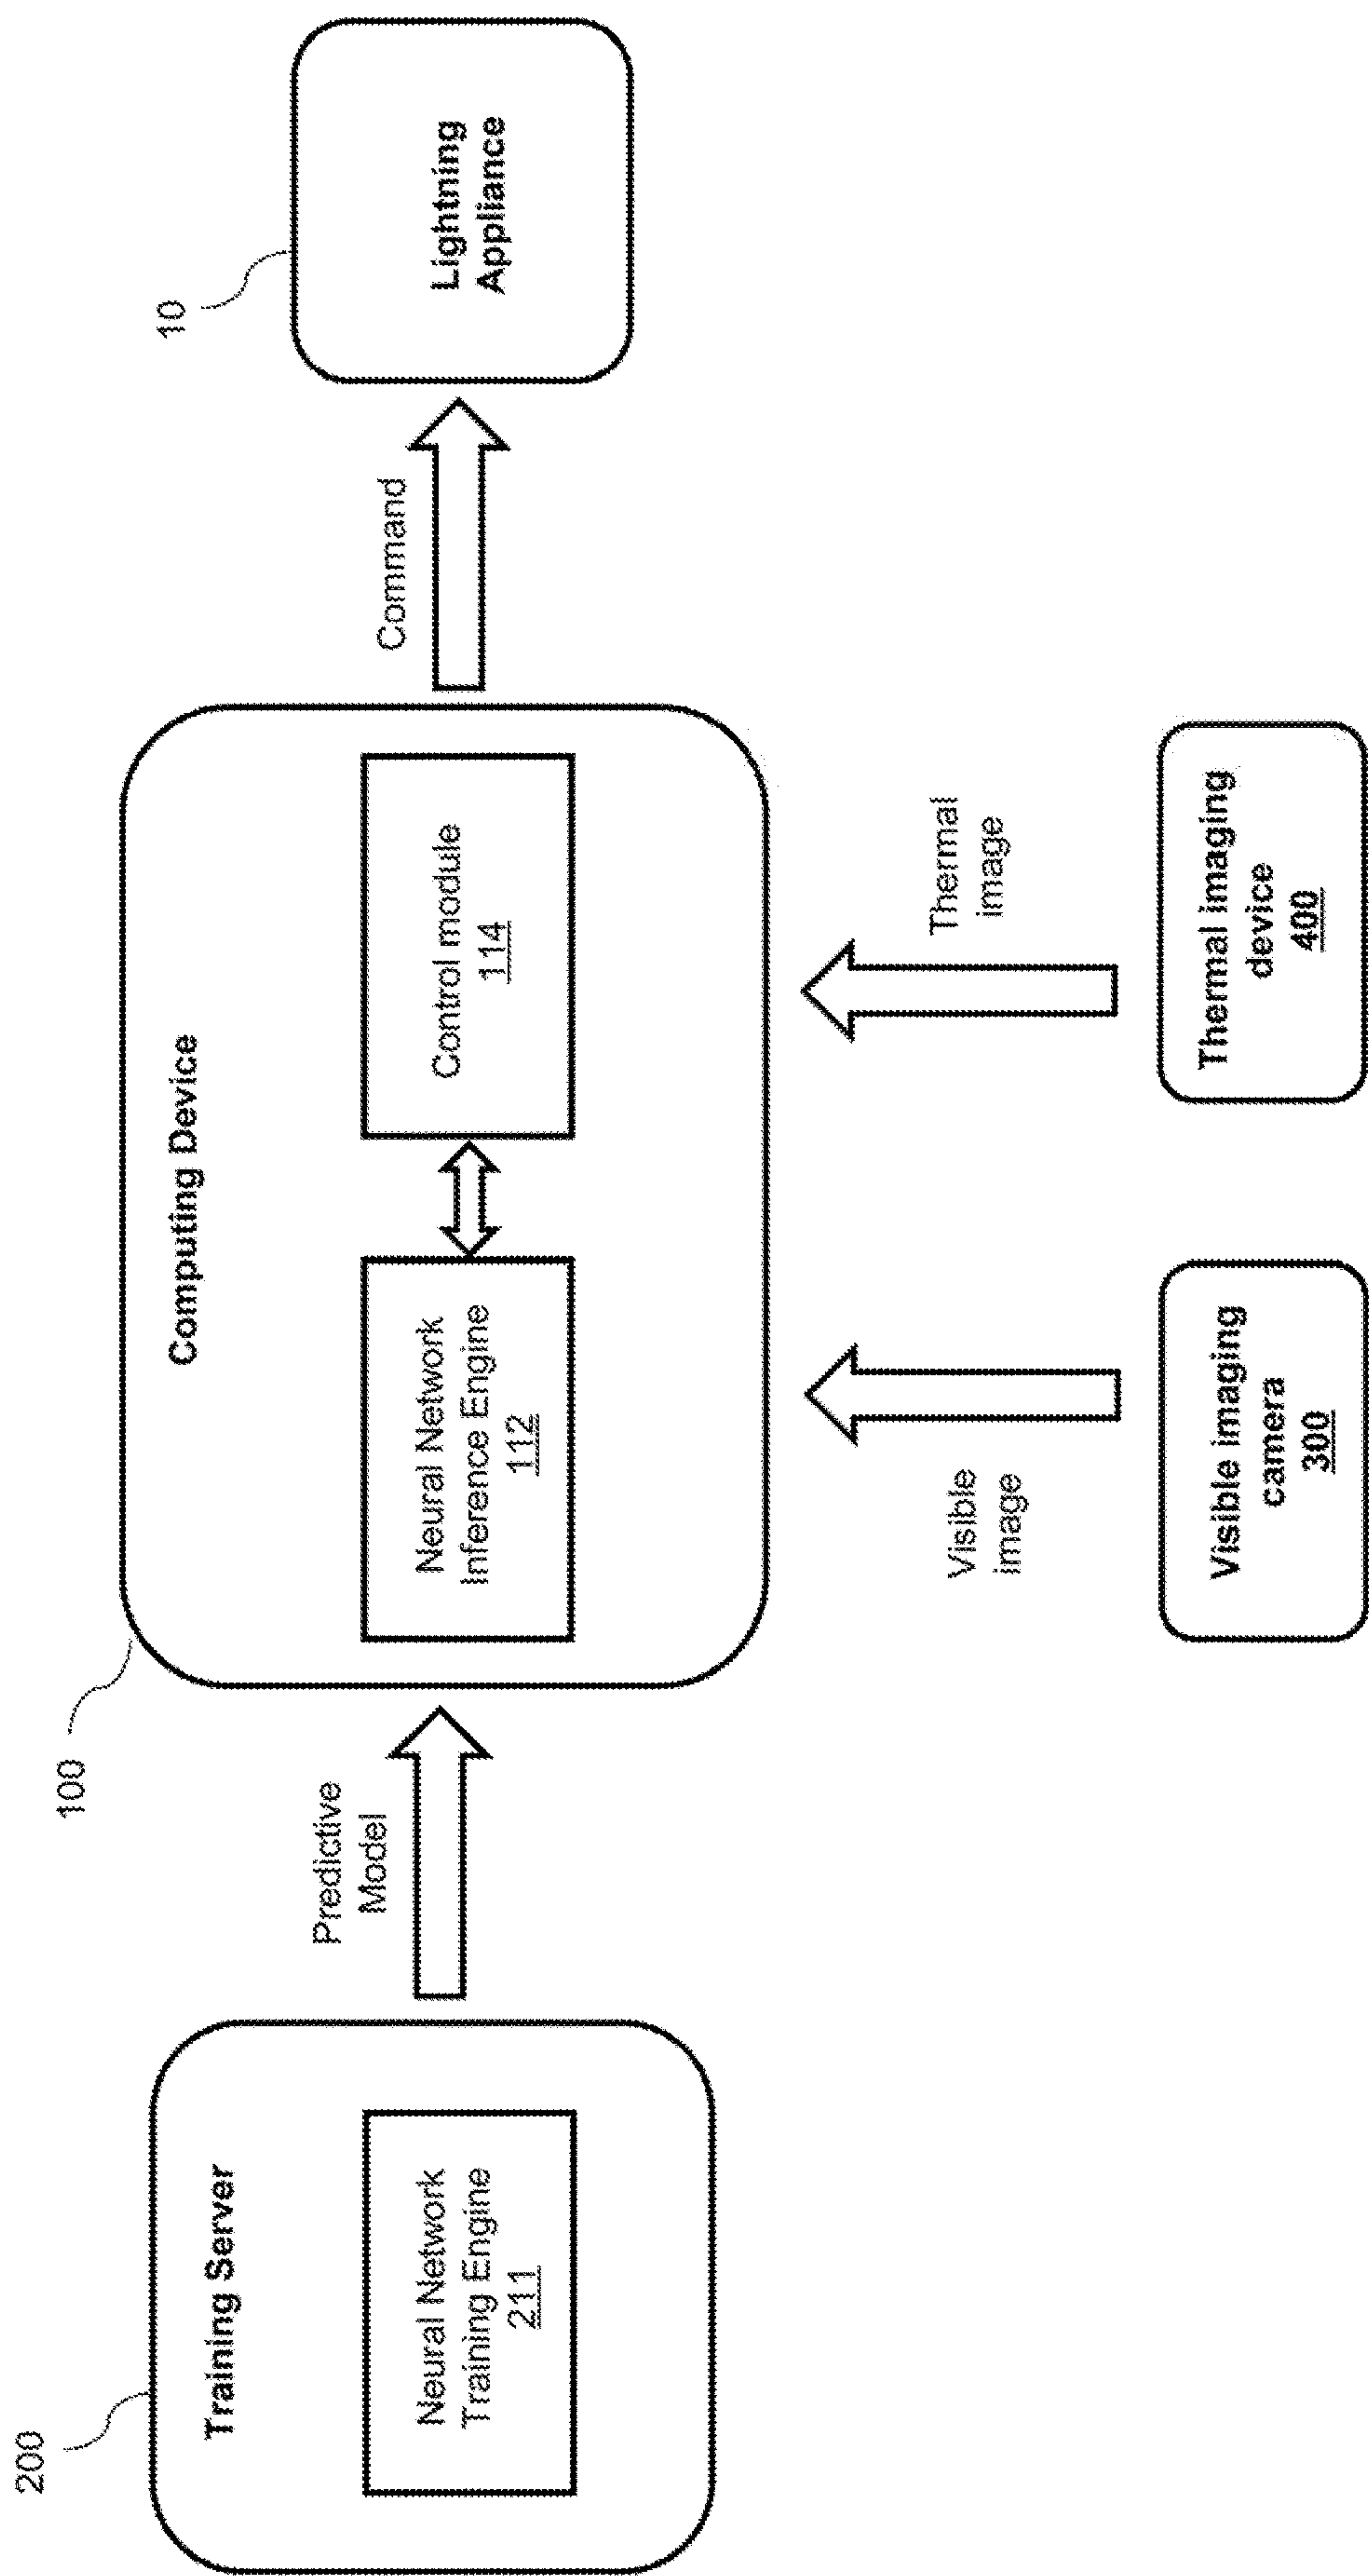 200
Training Server
Neural Network
Training Engine
211
Predictive
Model
100
Computing Device
Neural Network
Inference Engine
112
Control module
114
Command
10
Lightning
Appliance
Visible
image
Visible imaging
camera
300
Thermal
image
Thermal imaging
device
400